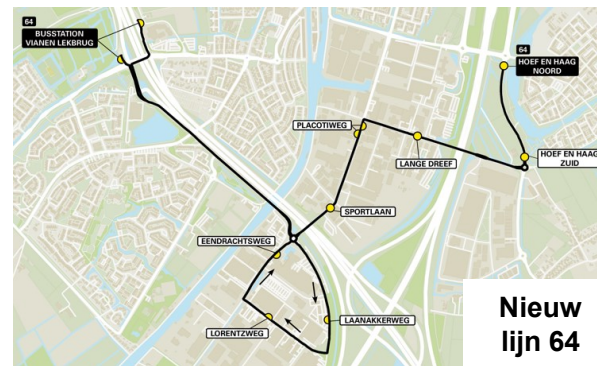 64
BUSSTATION
VIANEN LEKBRUG
64
HOEF EN HAAG
NOORD
PLACOTIWEG
LANGE DREEF
HOEF EN HAAG
ZUID
SPORTLAAN
EENDRACHTSWEG
LORENTZWEG
LAANAKKERWEG
Nieuw
lijn 64